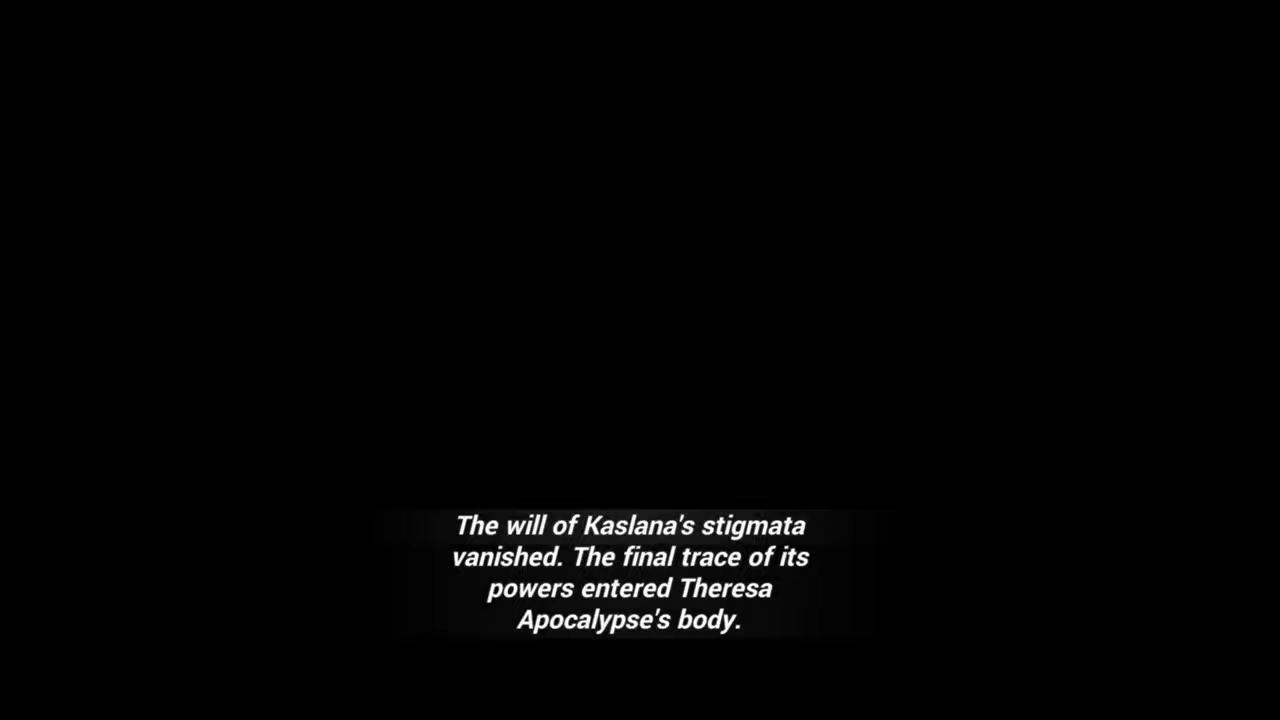 The will of Kaslana's stigmata
vanished. The final trace of its
powers entered Theresa
Apocalypse's body.